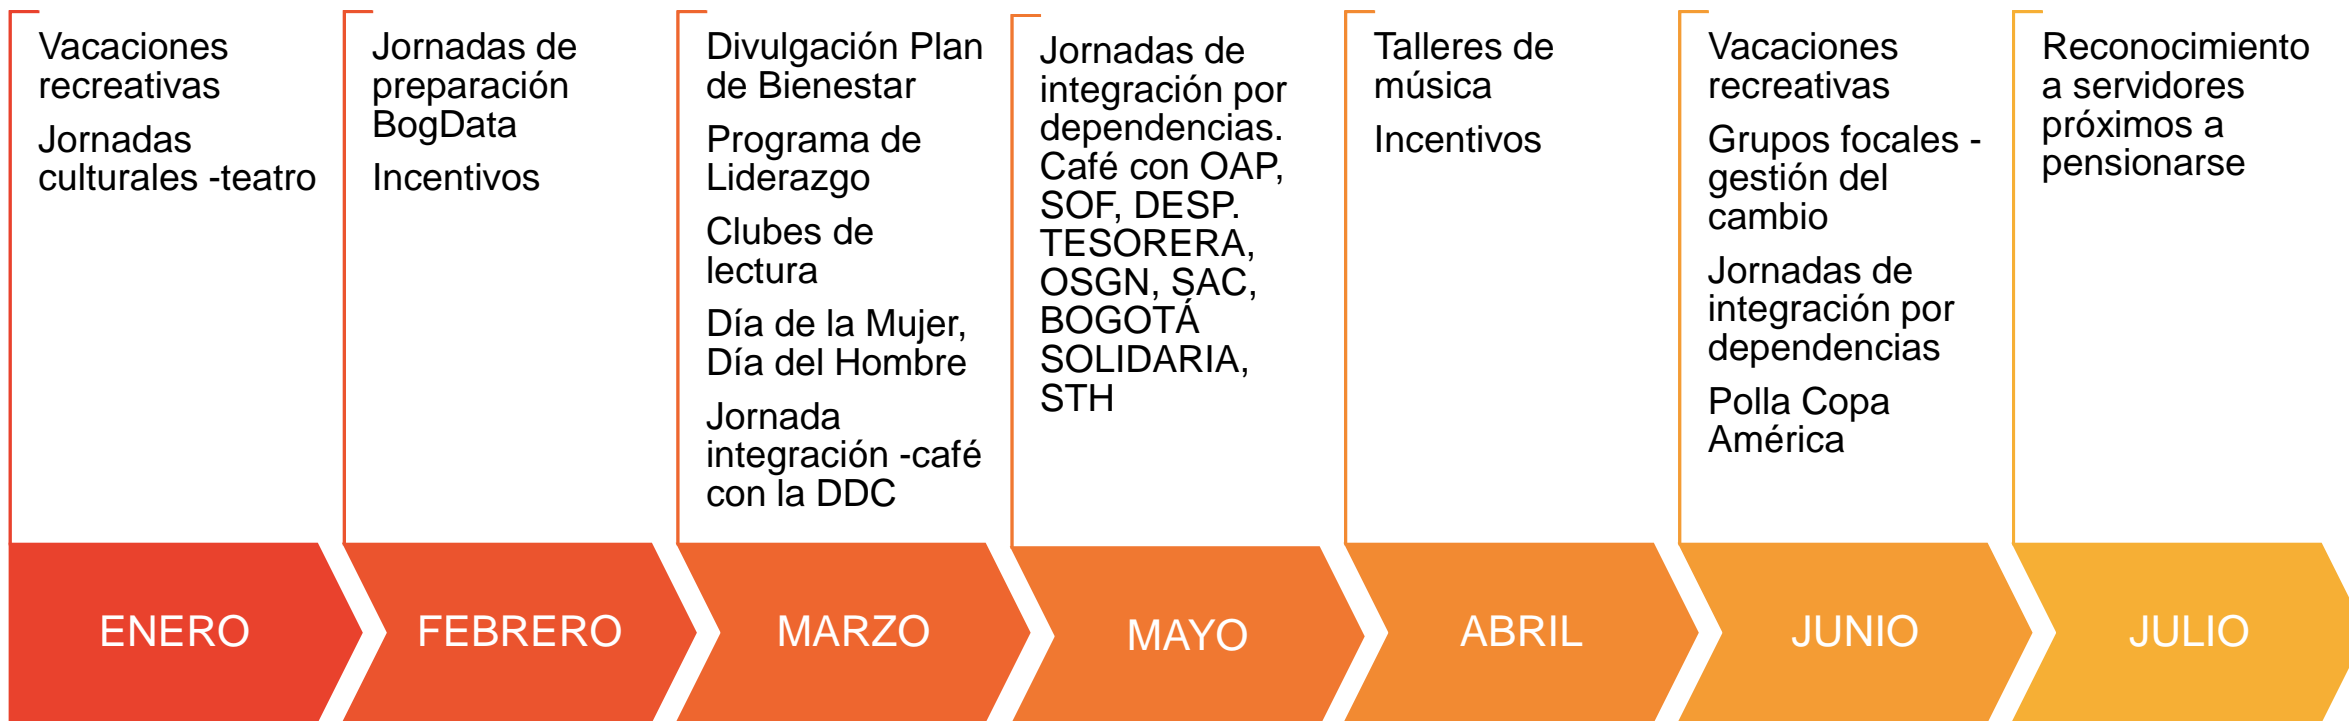 Vacaciones
recreativas
Jornadas
culturales -teatro
Jornadas de
preparación
BogData
Incentivos
Divulgación Plan
de Bienestar
Programa de
Liderazgo
Clubes de
lectura
Día de la Mujer,
Día del Hombre
Jornada
integración -café
con la DDC
Jornadas de
integración por
dependencias.
Café con OAP,
SOF, DESP.
TESORERA,
OSGN, SAC,
BOGOTÁ
SOLIDARIA,
STH
Talleres de
música
Incentivos
Vacaciones
recreativas
Grupos focales -
gestión del
cambio
Jornadas de
integración por
dependencias
Polla Copa
América
Reconocimiento
a servidores
próximos a
pensionarse
ENERO
FEBRERO
MARZO
MAYO
ABRIL
JUNIO
JULIO